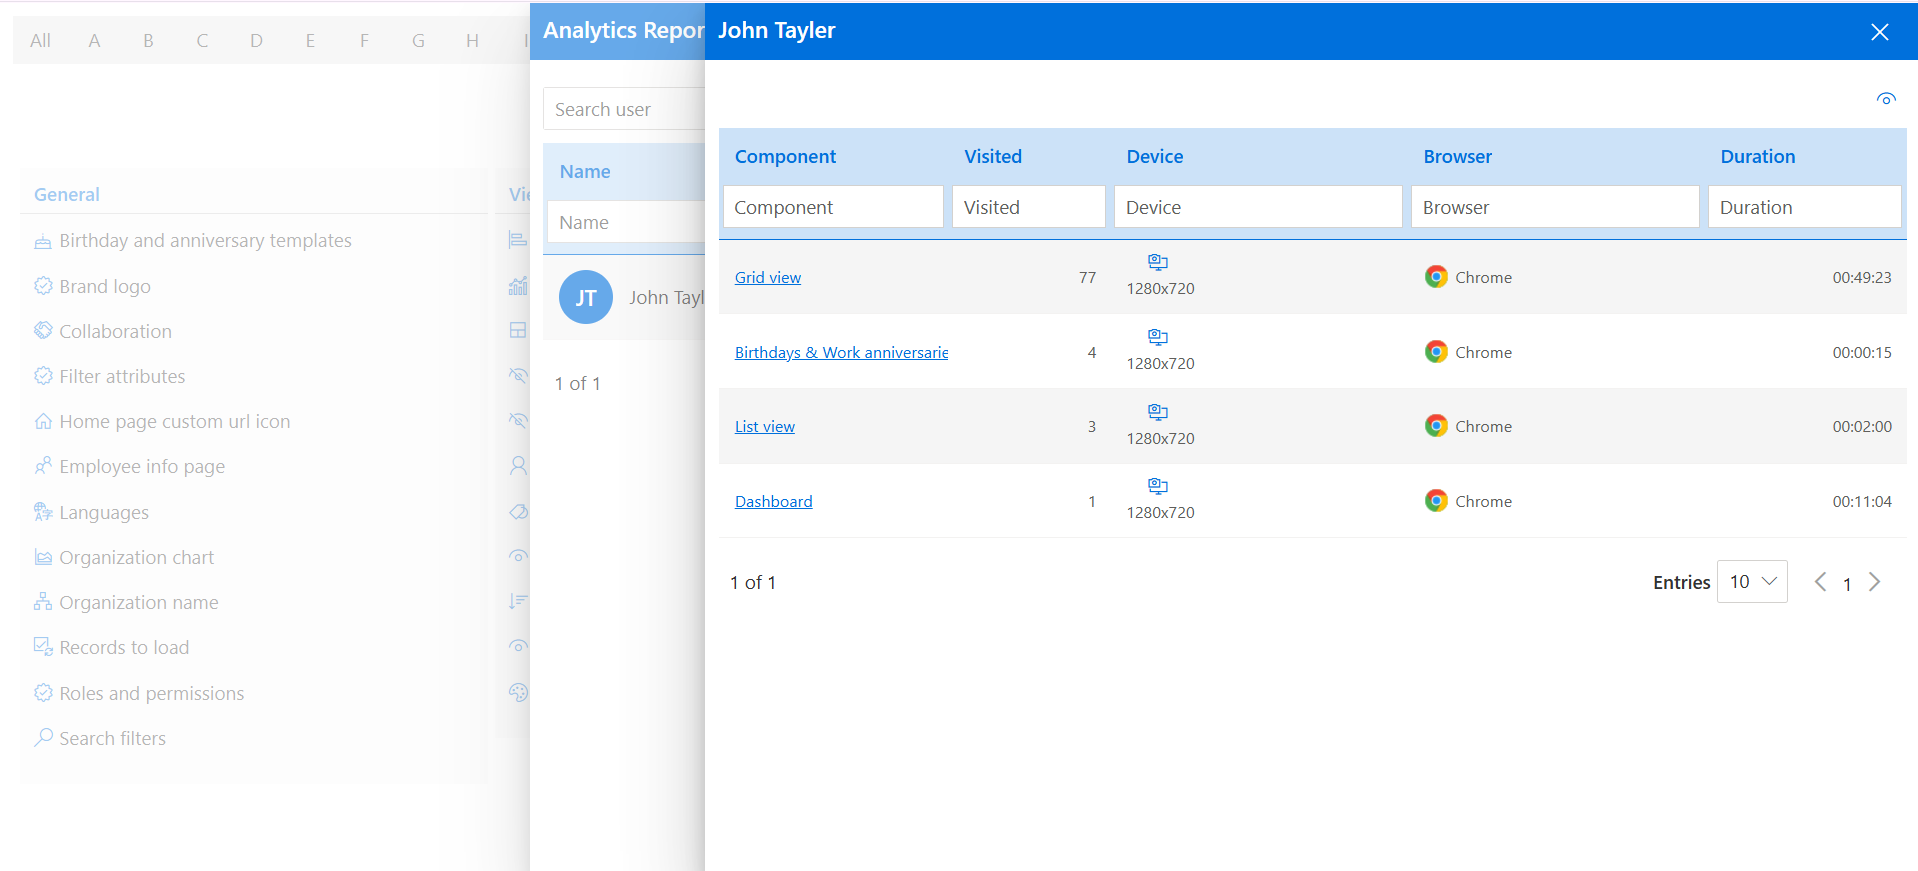 All A B C D E F G H I
General
Birthday and anniversary templates
Brand logo
Collaboration
Filter attributes
Home page custom url icon
Employee info page
Languages
Organization chart
Organization name
Records to load
Roles and permissions
Search filters
Vie
Analytics Repor
Search user
Name
Name
JT John Tayl
1 of 1
John Tayler
Component Visited Device Browser Duration
Component Visited Device Browser Duration
Grid view 77 1280x720 Chrome 00:49:23
Birthdays & Work anniversarie 4 1280x720 Chrome 00:00:15
List view 3 1280x720 Chrome 00:02:00
Dashboard 1 1280x720 Chrome 00:11:04
1 of 1 Entries 10 1